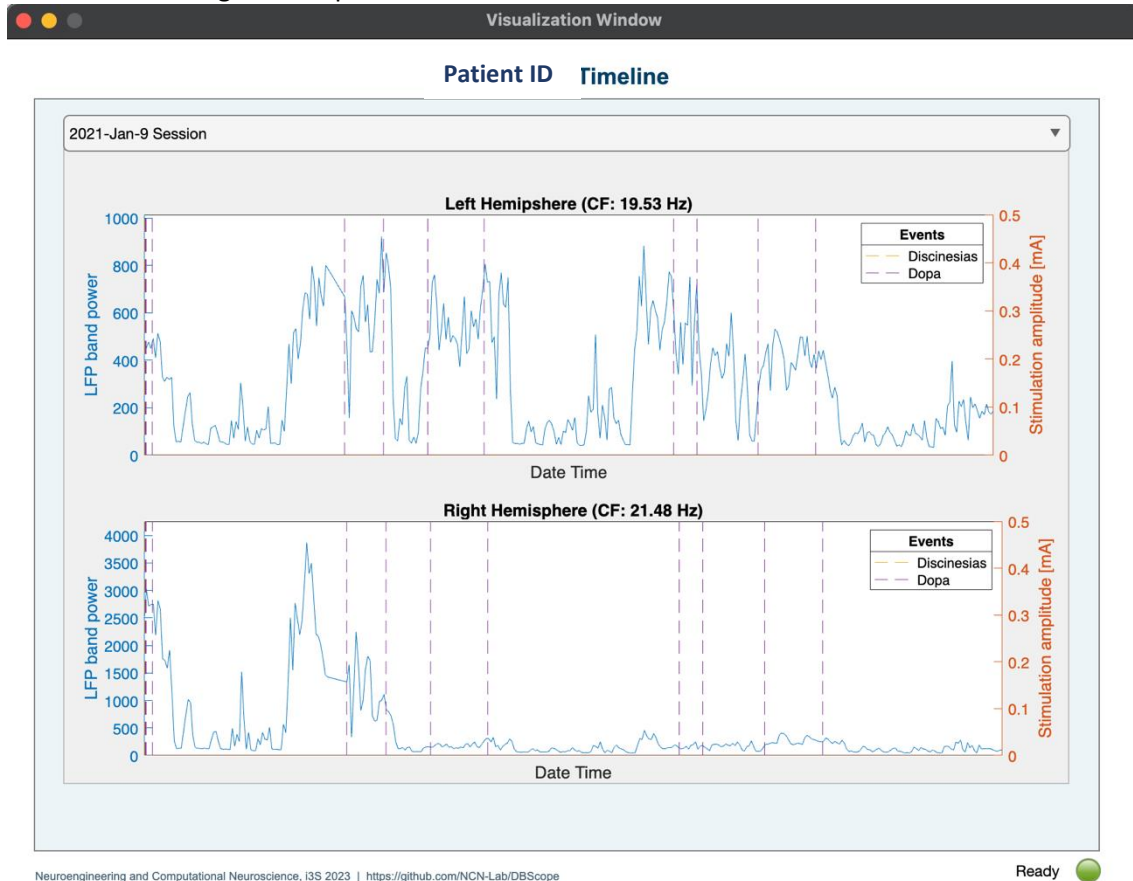 Visualization Window
Patient ID Timeline
2021-Jan-9 Session
Left Hemipshere (CF: 19.53 Hz)
1000
800
600
400
200
0
LFP band power
0.5
0.4
0.3
0.2
0.1
0
Stimulation amplitude [mA]
Events
Discinesias
Dopa
Date Time
Right Hemisphere (CF: 21.48 Hz)
4000
3500
3000
2500
2000
1500
1000
500
0
LFP band power
0.5
0.4
0.3
0.2
0.1
0
Stimulation amplitude [mA]
Events
Discinesias
Dopa
Date Time
Neuroengineering and Computational Neuroscience, i3S 2023 | https://github.com/NCN-Lab/DBScope
Ready